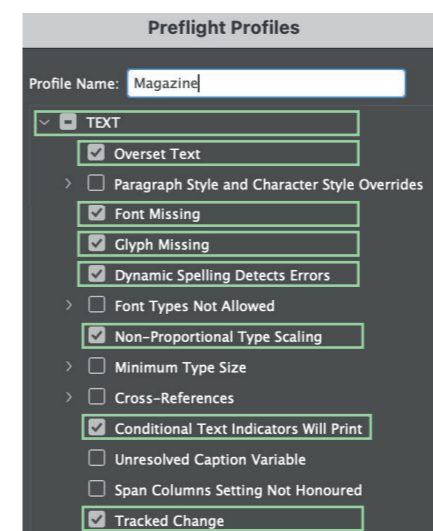 Preflight Profiles
Profile Name: Magazine
TEXT
Overset Text
Paragraph Style and Character Style Overrides
Font Missing
Glyph Missing
Dynamic Spelling Detects Errors
Font Types Not Allowed
Non-Proportional Type Scaling
Minimum Type Size
Cross-References
Conditional Text Indicators Will Print
Unresolved Caption Variable
Span Columns Setting Not Honoured
Tracked Change